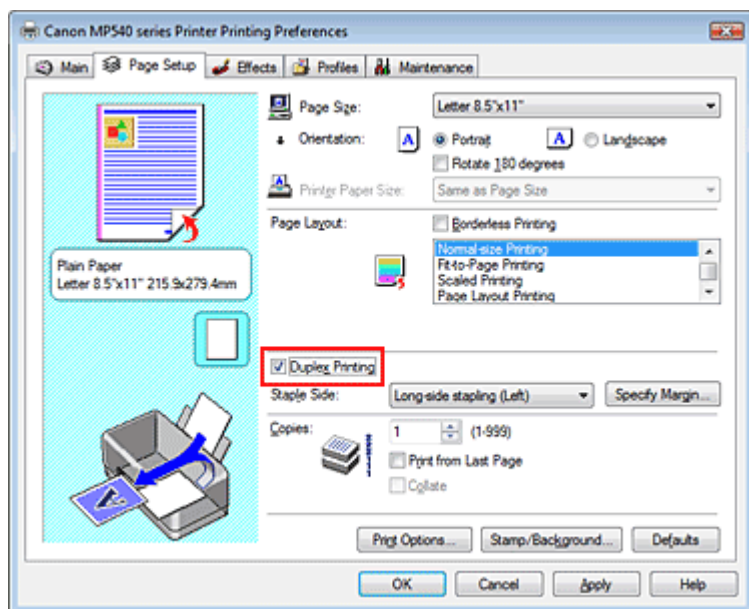 Canon MP540 series Printer Printing Preferences
Main Page Setup Effects Profiles Maintenance
Page Size: Letter 8.5"x11"
Orientation: A Portrait A Landscape
Rotate 180 degrees
Printer Paper Size: Same as Page Size
Page Layout: Borderless Printing
Normal-size Printing
Fit-to-Page Printing
Scaled Printing
Page Layout Printing
Plain Paper
Letter 8.5"x11" 215.9x279.4mm
Duplex Printing
Staple Side: Long-side stapling (Left) Specify Margin...
Copies: 1 (1-999)
Print from Last Page
Collate
A
Print Options... Stamp/Background... Defaults
OK Cancel Apply Help